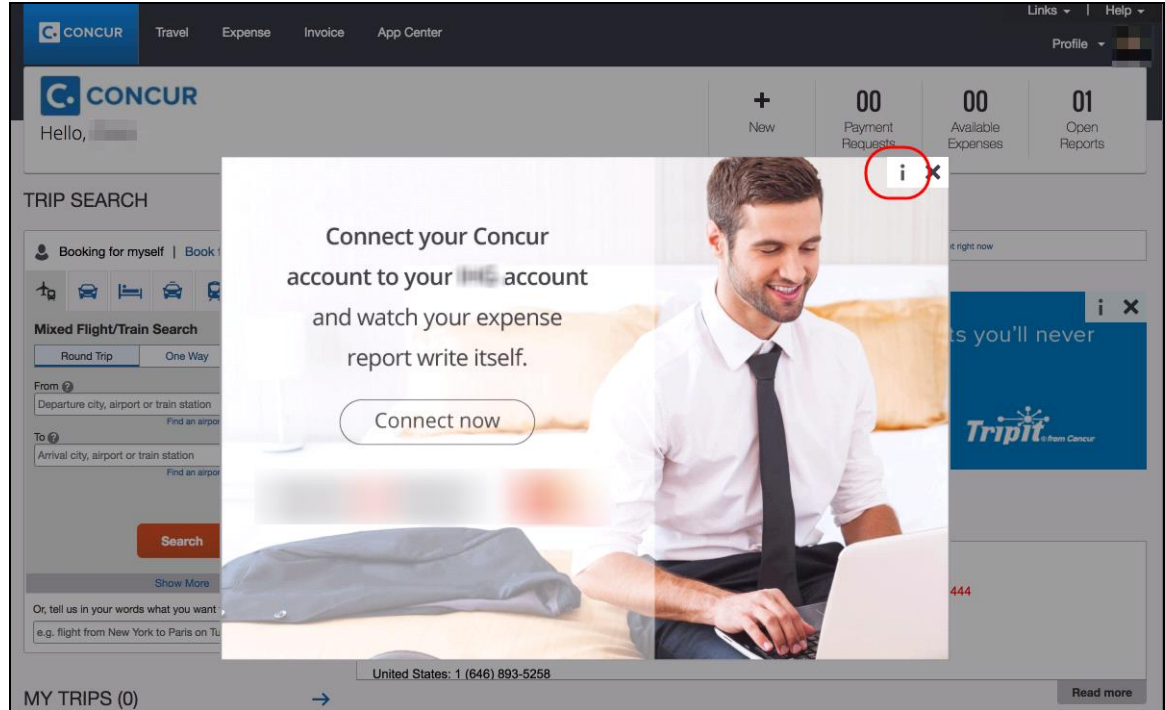 Links | Help
CONCUR Travel Expense Invoice App Center
Profile
CONCUR
Hello,
+ 00 00 01
New Payment Available Open
Requests Expenses Reports
TRIP SEARCH
Booking for myself | Book
Mixed Flight/Train Search
Round Trip One Way
From
Departure city, airport or train station
Find an
To
Arrival city, airport or train station
Find an
Search
Show More
Or, tell us in your words what you want
e.g. flight from New York to Paris on
MY TRIPS (0)
i
Connect your Concur
account to your account
and watch your expense
report write itself.
Connect now
right now
i
you'll never
TripIt from Concur
444
United States: 1 (646) 893-5258
Read more